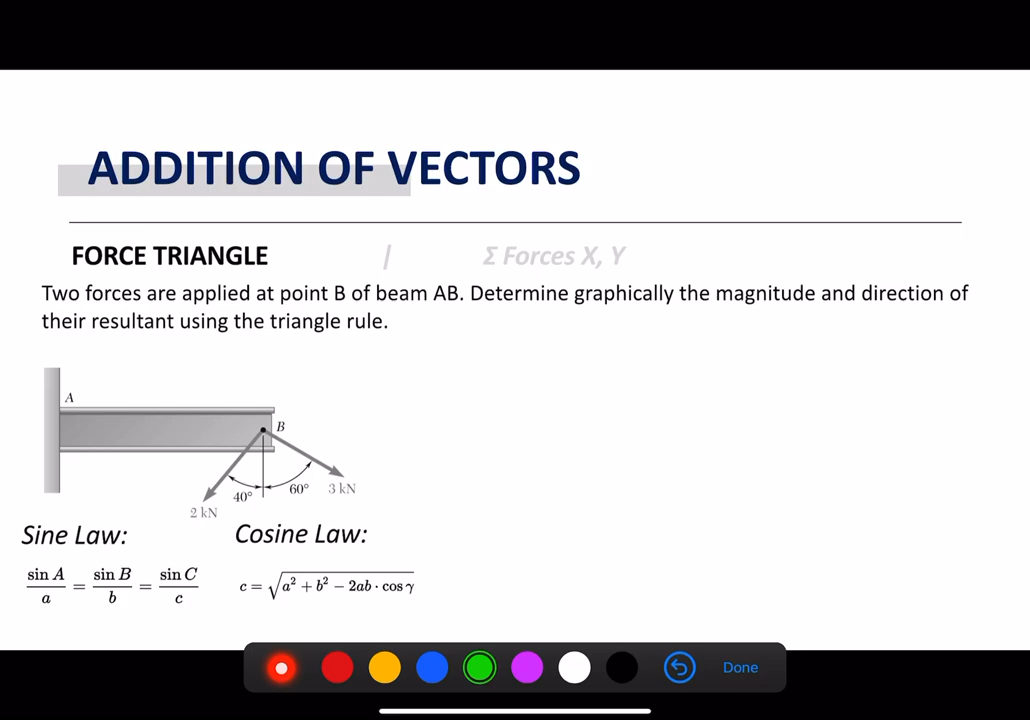 ADDITION OF VECTORS
FORCE TRIANGLE | Σ Forces X, Y
Two forces are applied at point B of beam AB. Determine graphically the magnitude and direction of
their resultant using the triangle rule.
A
B
40°
60°
3 kN
2 kN
Sine Law:
Cosine Law:
sin A / a = sin B / b = sin C / c
c = √(a² + b² − 2ab · cos γ)
Done